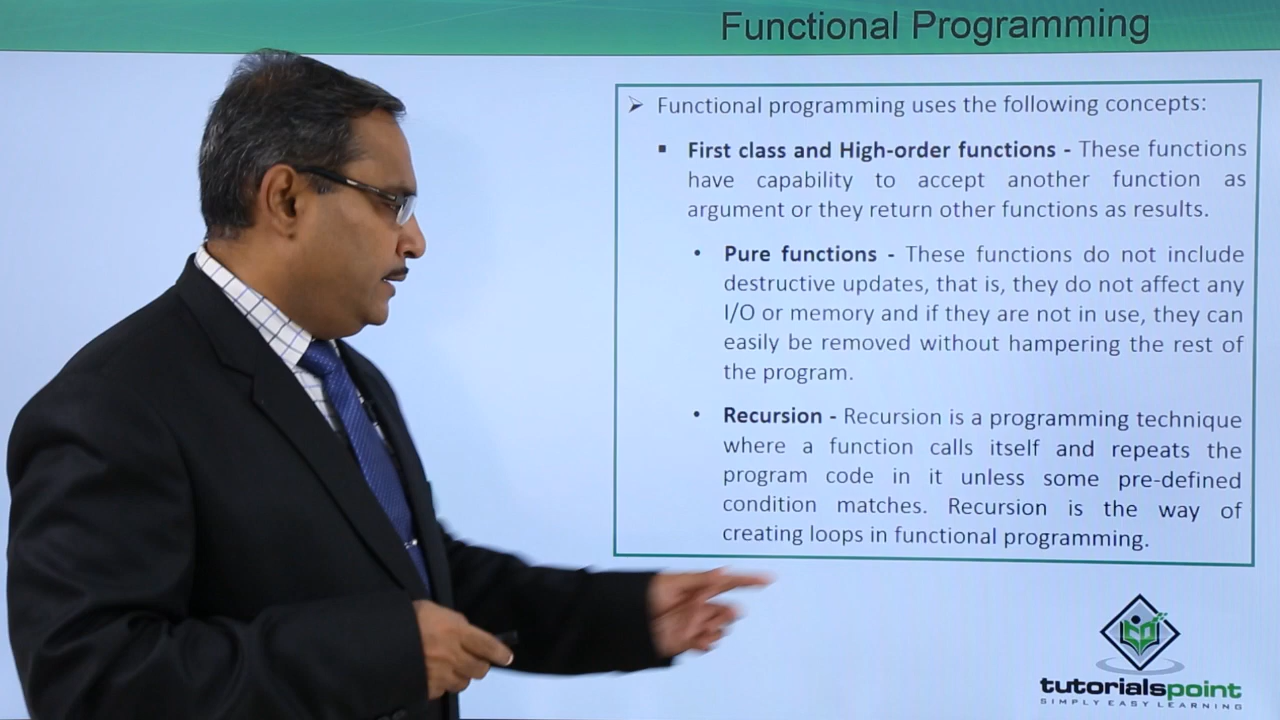 Functional Programming
➢ Functional programming uses the following concepts:
▪ First class and High-order functions - These functions
have capability to accept another function as
argument or they return other functions as results.
• Pure functions - These functions do not include
destructive updates, that is, they do not affect any
I/O or memory and if they are not in use, they can
easily be removed without hampering the rest of
the program.
• Recursion - Recursion is a programming technique
where a function calls itself and repeats the
program code in it unless some pre-defined
condition matches. Recursion is the way of
creating loops in functional programming.
tutorialspoint
SIMPLY EASY LEARNING